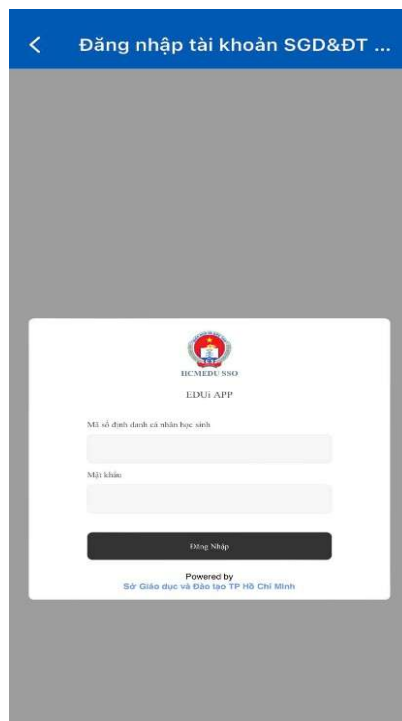 Đăng nhập tài khoản SGD&ĐT ...
HCMEDU SSO
EDUi APP
Mã số định danh cá nhân học sinh
Mật khẩu
Đăng Nhập
Powered by
Sở Giáo dục và Đào tạo TP Hồ Chí Minh